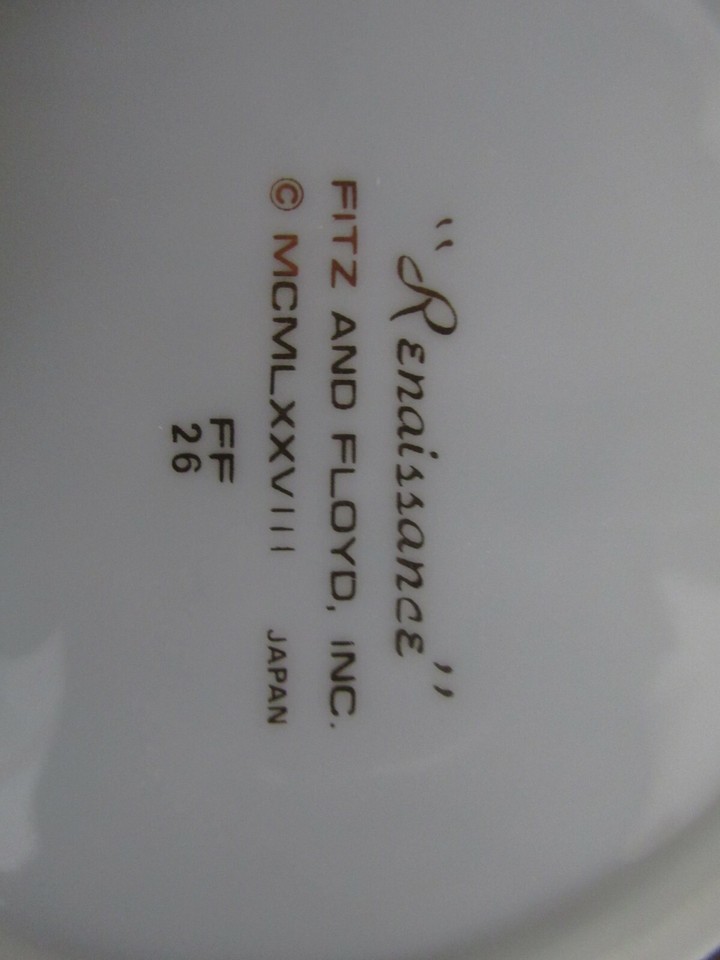 "Renaissance"
FITZ AND FLOYD, INC.
© MCMLXXVIII JAPAN
FF
26